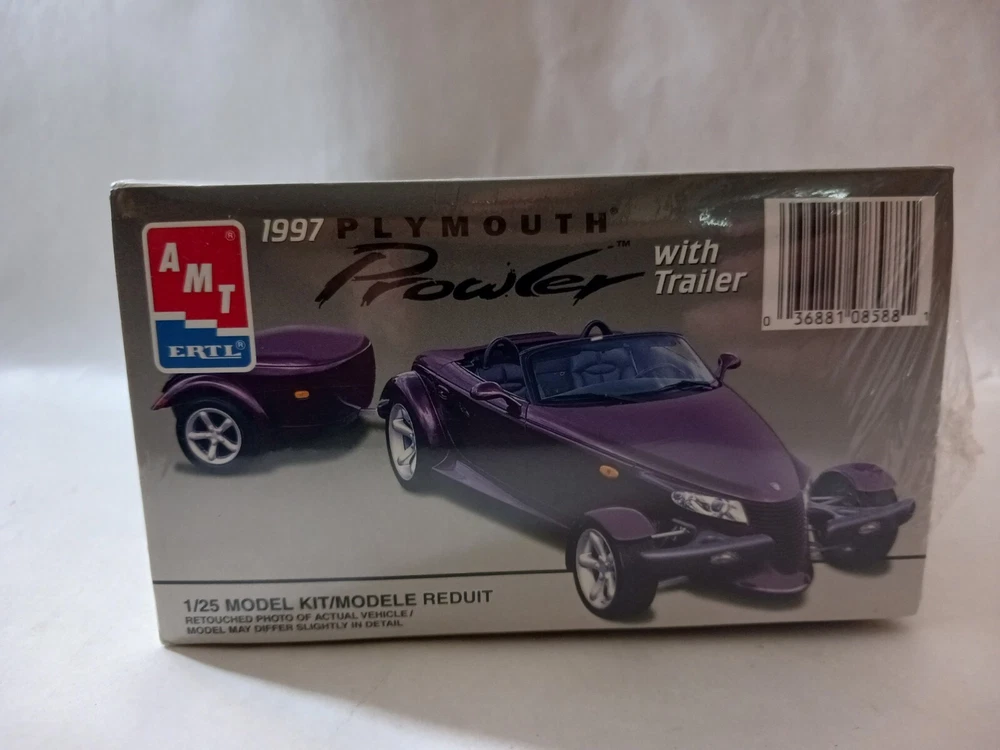 AMT®
ERTL®
1997 PLYMOUTH®
Prowler™
with
Trailer
0 36881 08588 1
1/25 MODEL KIT/MODELE REDUIT
RETOUCHED PHOTO OF ACTUAL VEHICLE/
MODEL MAY DIFFER SLIGHTLY IN DETAIL